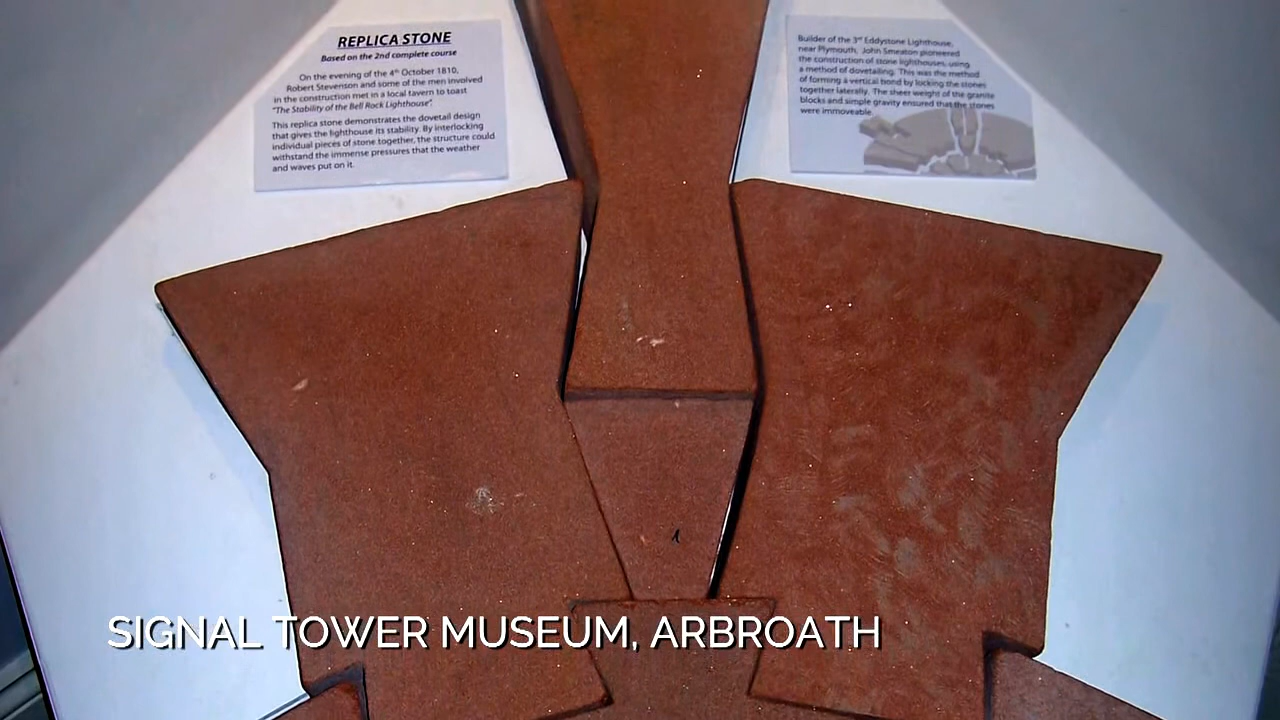 REPLICA STONE
Based on the 2nd complete course
On the evening of the 4th October 1810,
Robert Stevenson and some of the men involved
in the construction met in a local tavern to toast
"The Stability of the Bell Rock Lighthouse".
This replica stone demonstrates the dovetail design
that gives the lighthouse its stability. By interlocking
individual pieces of stone together, the structure could
withstand the immense pressures that the weather
and waves put on it.
Builder of the 3rd Eddystone Lighthouse,
near Plymouth, John Smeaton pioneered
the construction of stone lighthouses, using
a method of dovetailing. This was the method
of forming a vertical bond by locking the stones
together laterally. The sheer weight of the granite
blocks and simple gravity ensured that the stones
were immoveable.
SIGNAL TOWER MUSEUM, ARBROATH